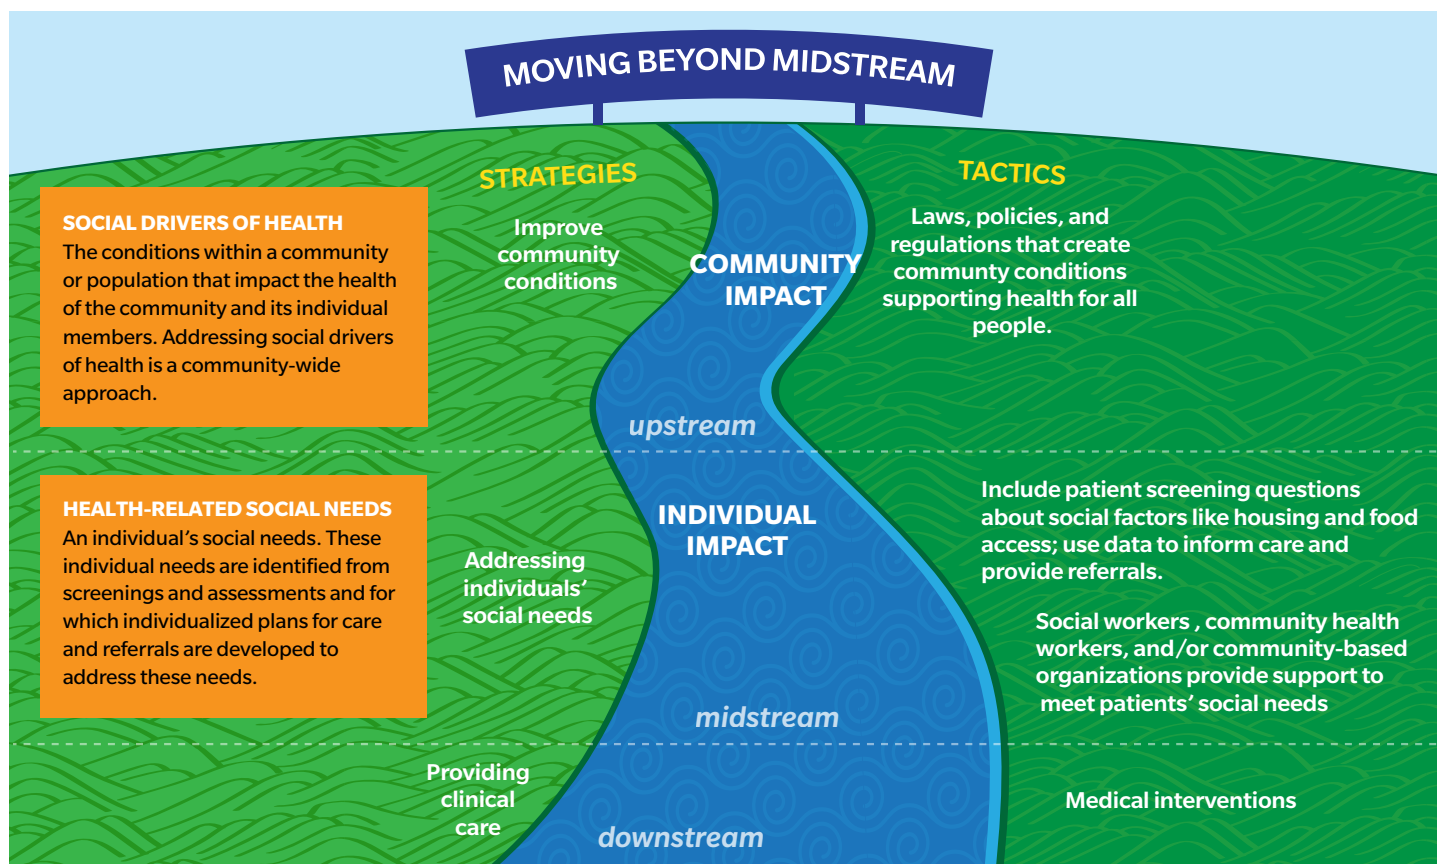 MOVING BEYOND MIDSTREAM
STRATEGIES
TACTICS
SOCIAL DRIVERS OF HEALTH
The conditions within a community
or population that impact the health
of the community and its individual
members. Addressing social drivers
of health is a community-wide
approach.
Improve
community
conditions
COMMUNITY
IMPACT
Laws, policies, and
regulations that create
communty conditions
supporting health for all
people.
upstream
HEALTH-RELATED SOCIAL NEEDS
An individual's social needs. These
individual needs are identified from
screenings and assessments and for
which individualized plans for care
and referrals are developed to
address these needs.
Addressing
individuals'
social needs
INDIVIDUAL
IMPACT
Include patient screening questions
about social factors like housing and food
access; use data to inform care and
provide referrals.
Social workers , community health
workers, and/or community-based
organizations provide support to
meet patients' social needs
midstream
Providing
clinical
care
downstream
Medical interventions